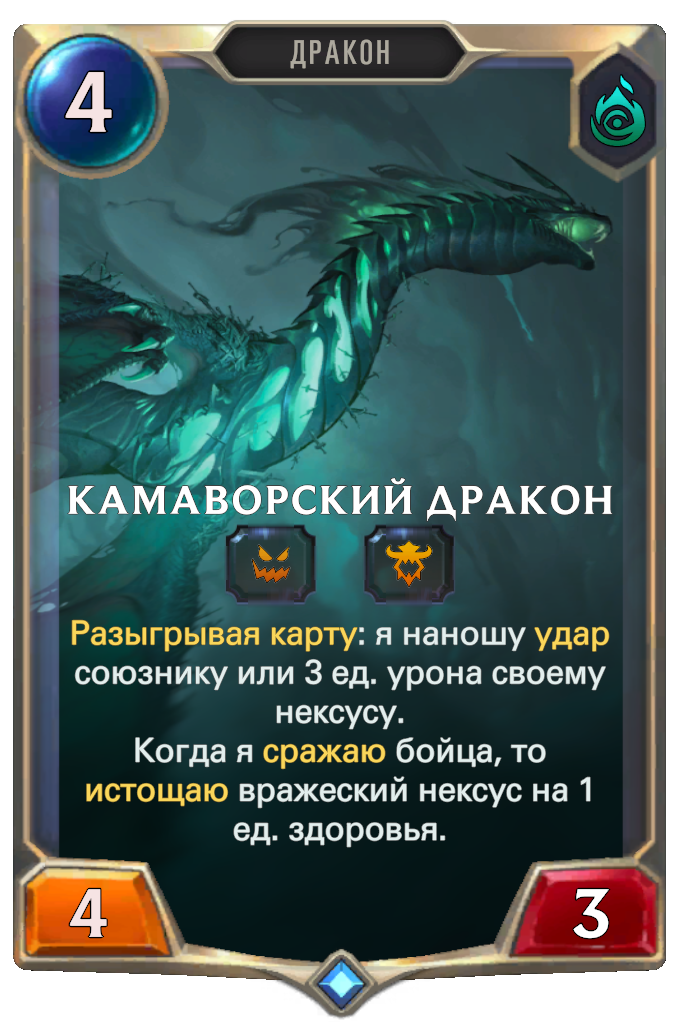 ДРАКОН
4
КАМАВОРСКИЙ ДРАКОН
Разыгрывая карту: я наношу удар
союзнику или 3 ед. урона своему
нексусу.
Когда я сражаю бойца, то
истощаю вражеский нексус на 1
ед. здоровья.
4
3